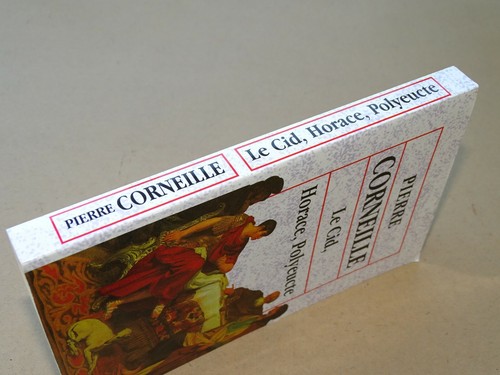 PIERRE CORNEILLE
Le Cid, Horace, Polyeucte
PIERRE
CORNEILLE
Le Cid,
Horace, Polyeucte